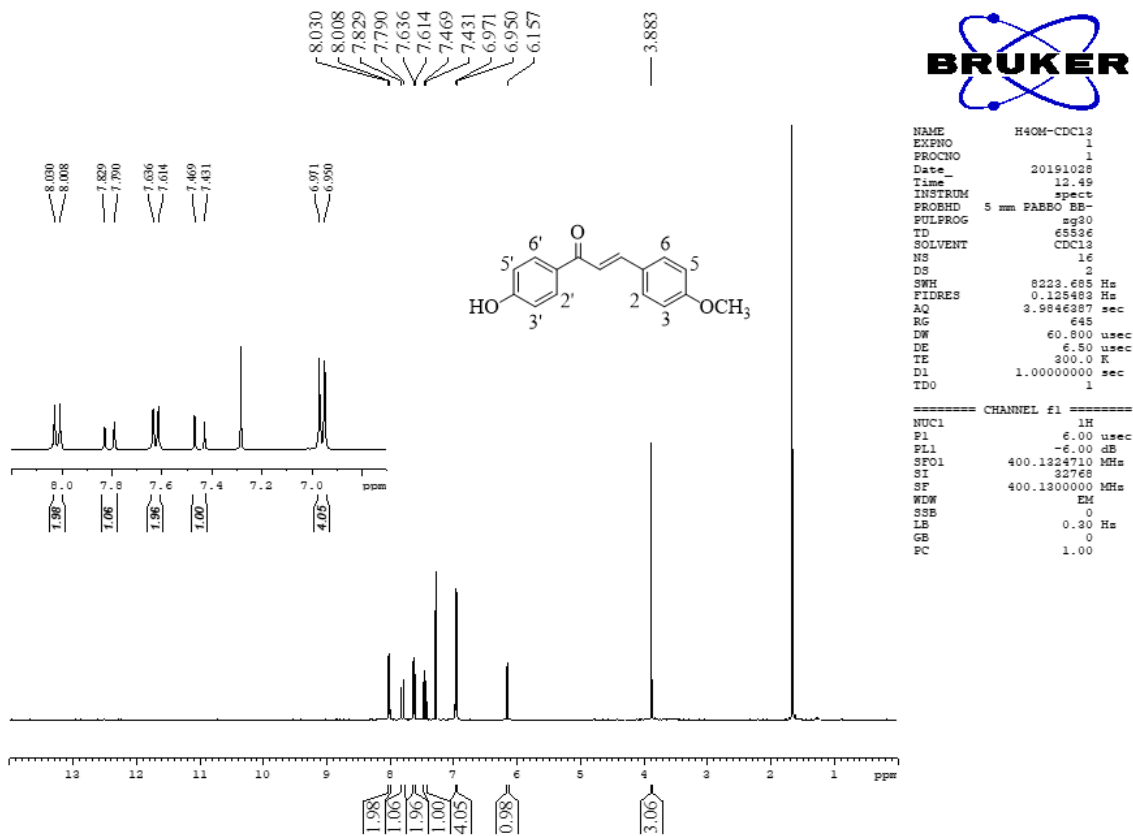 8.030
8.008
7.829
7.790
7.636
7.614
7.469
7.431
6.971
6.950
6.157
3.883
BRUKER
NAME H4OM-CDCl3
EXPNO 1
PROCNO 1
Date_ 20191028
Time 12.49
INSTRUM spect
PROBHD 5 mm PABBO BB-
PULPROG zg30
TD 65536
SOLVENT CDCl3
NS 16
DS 2
SWH 8223.685 Hz
FIDRES 0.125483 Hz
AQ 3.9846387 sec
RG 645
DW 60.800 usec
DE 6.50 usec
TE 300.0 K
D1 1.00000000 sec
TD0 1
======== CHANNEL f1 ========
NUC1 1H
P1 6.00 usec
PL1 -6.00 dB
SFO1 400.1324710 MHz
SI 32768
SF 400.1300000 MHz
WDW EM
SSB 0
LB 0.30 Hz
GB 0
PC 1.00
8.030
8.008
7.829
7.790
7.636
7.614
7.469
7.431
6.971
6.950
O
6' 6
5' 5
2' 2
HO 3' 3 OCH3
8.0 7.8 7.6 7.4 7.2 7.0 ppm
1.98 1.06 1.96 1.00 4.05
13 12 11 10 9 8 7 6 5 4 3 2 1 ppm
1.98 1.06 1.96 1.00 4.05 0.98 3.06